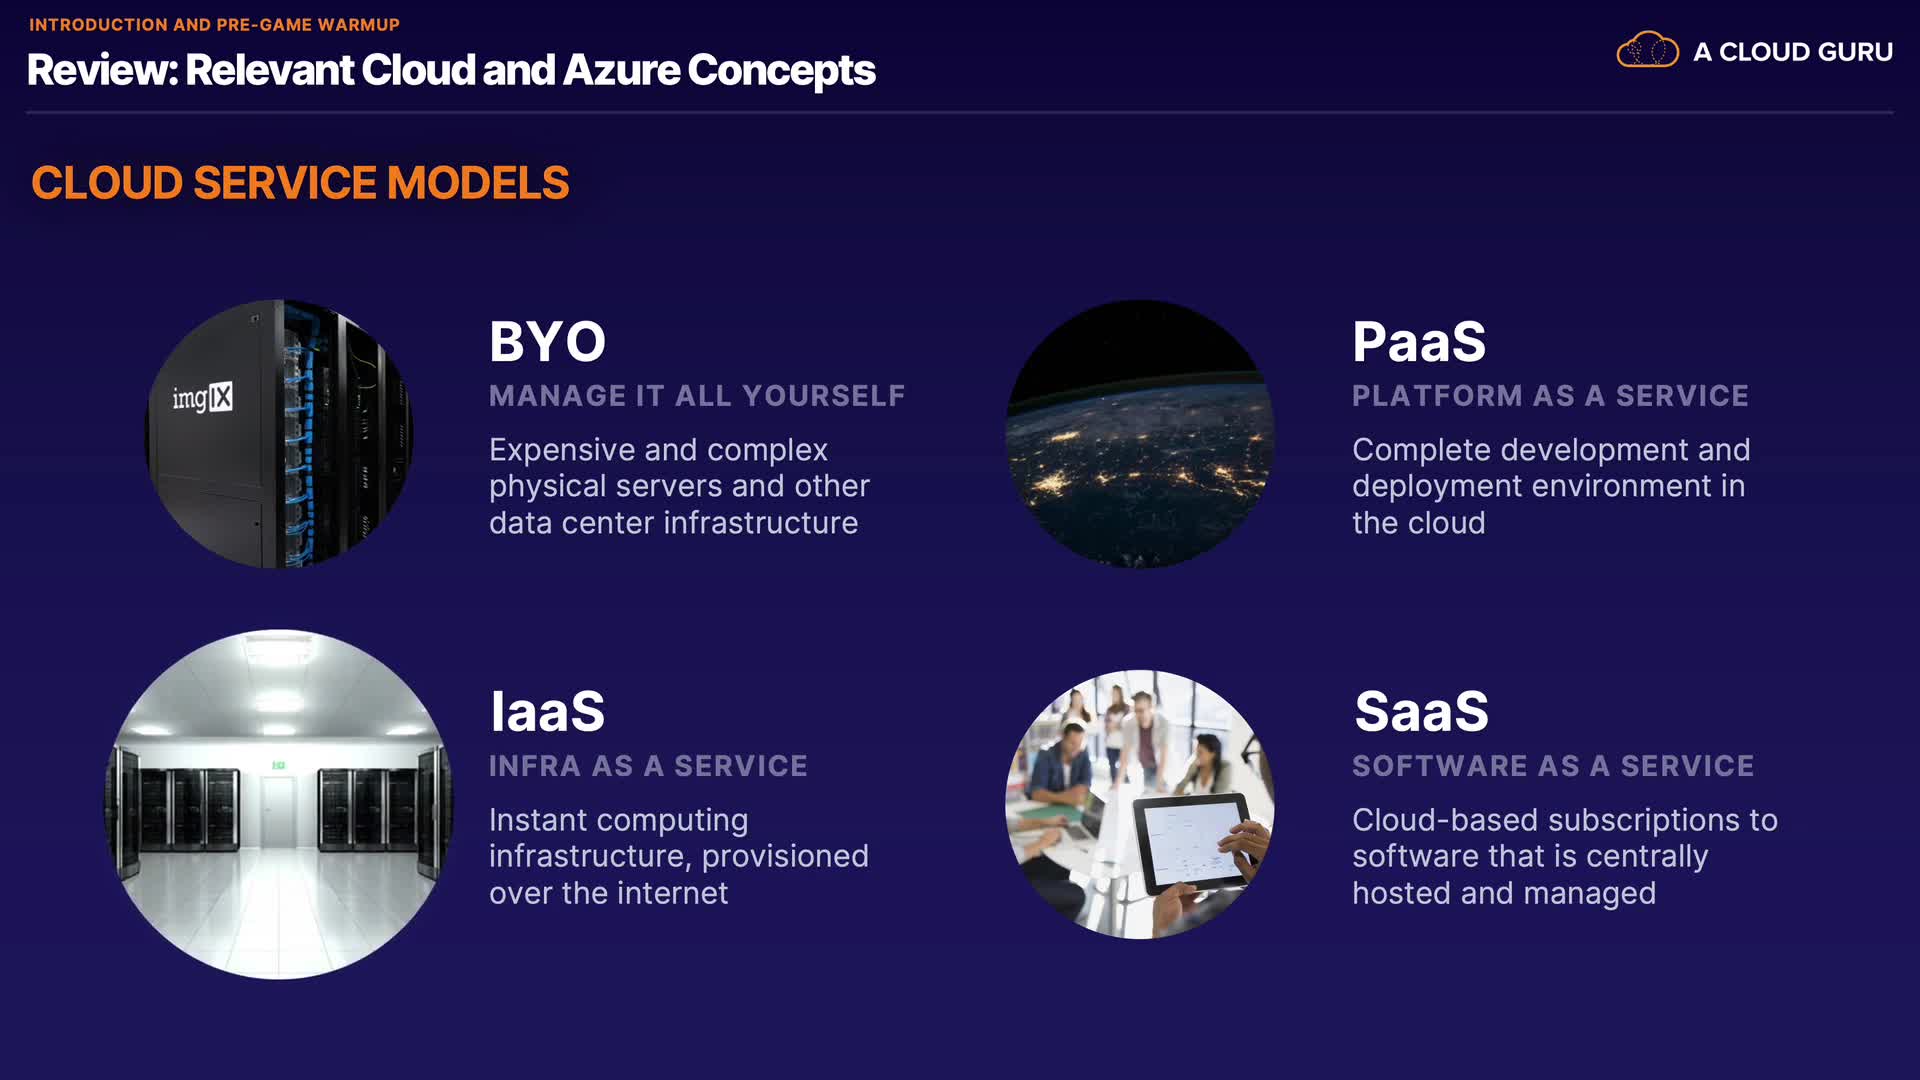 INTRODUCTION AND PRE-GAME WARMUP
Review: Relevant Cloud and Azure Concepts
A CLOUD GURU
CLOUD SERVICE MODELS
imgIX
BYO
MANAGE IT ALL YOURSELF
Expensive and complex
physical servers and other
data center infrastructure
PaaS
PLATFORM AS A SERVICE
Complete development and
deployment environment in
the cloud
IaaS
INFRA AS A SERVICE
Instant computing
infrastructure, provisioned
over the internet
SaaS
SOFTWARE AS A SERVICE
Cloud-based subscriptions to
software that is centrally
hosted and managed